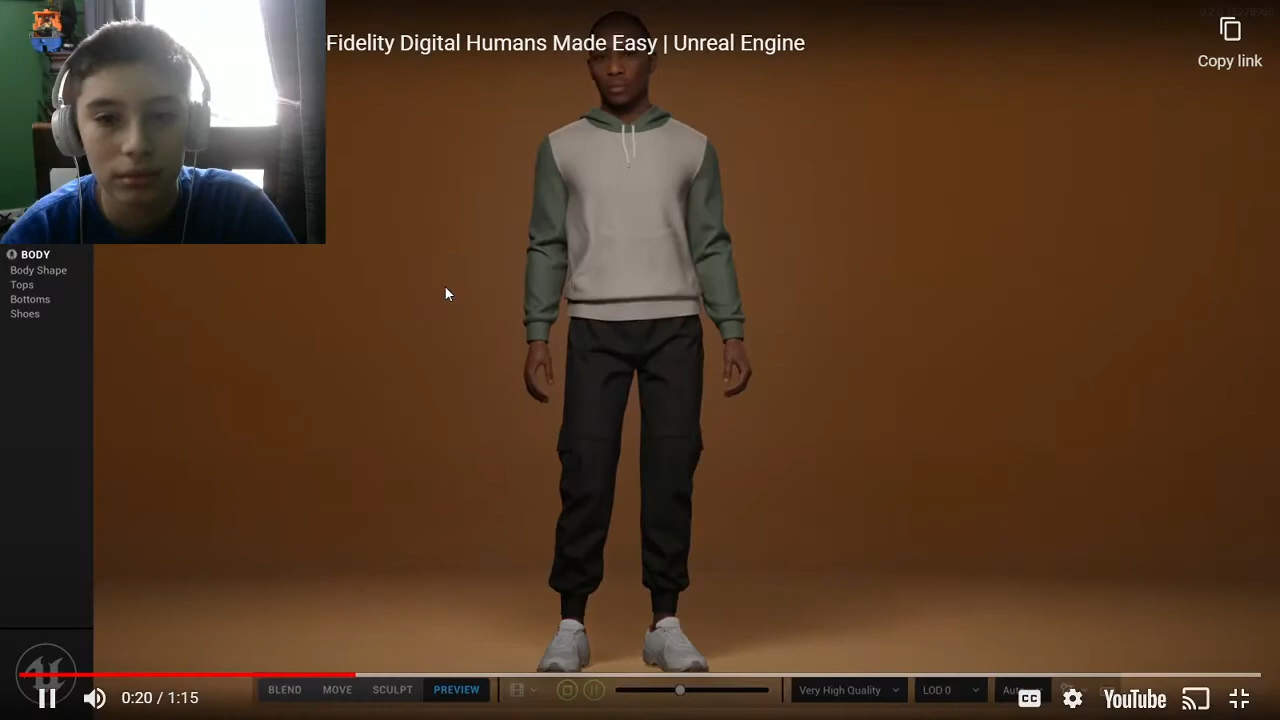 Fidelity Digital Humans Made Easy | Unreal Engine
Copy link
BODY
Body Shape
Tops
Bottoms
Shoes
0:20 / 1:15
BLEND MOVE SCULPT PREVIEW
Very High Quality
LOD 0
CC
YouTube